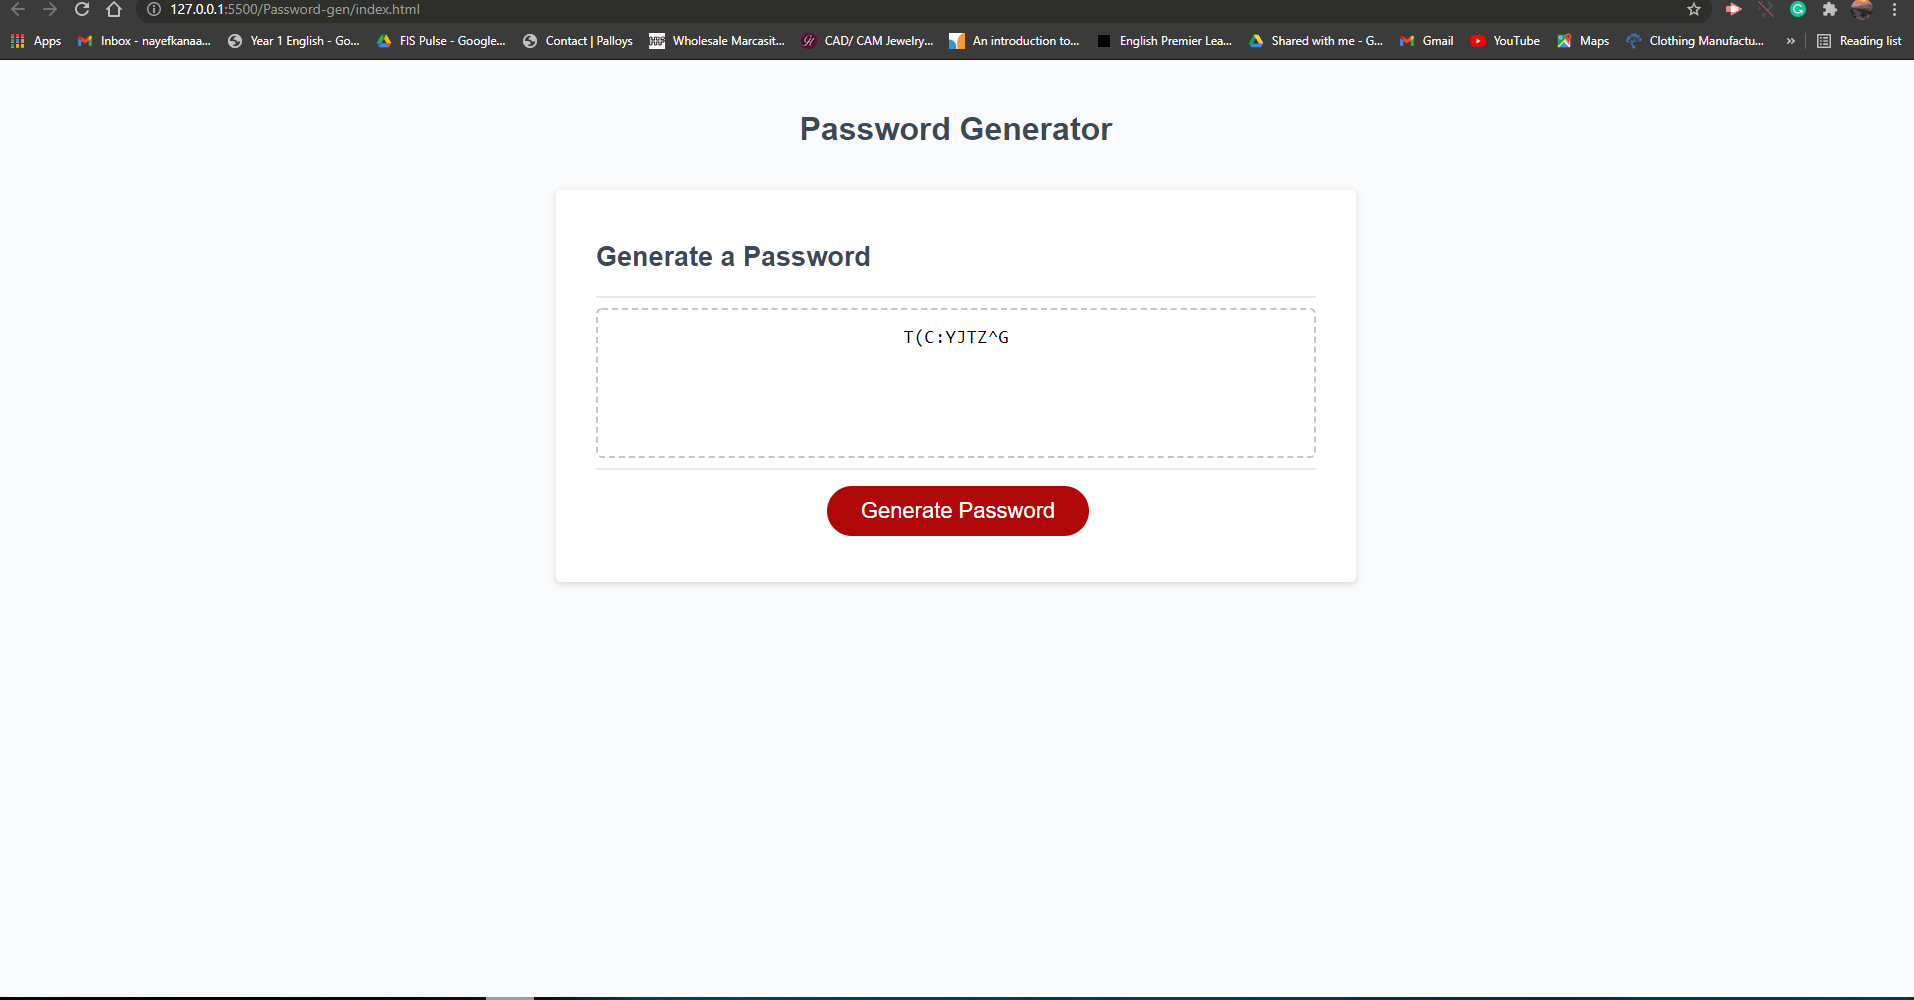 127.0.0.1:5500/Password-gen/index.html
Apps Inbox - nayefkanaa... Year 1 English - Go... FIS Pulse - Google... Contact | Palloys Wholesale Marcasit... CAD/ CAM Jewelry... An introduction to... English Premier Lea... Shared with me - G... Gmail YouTube Maps Clothing Manufactu... » Reading list
Password Generator
Generate a Password
T(C:YJTZ^G
Generate Password